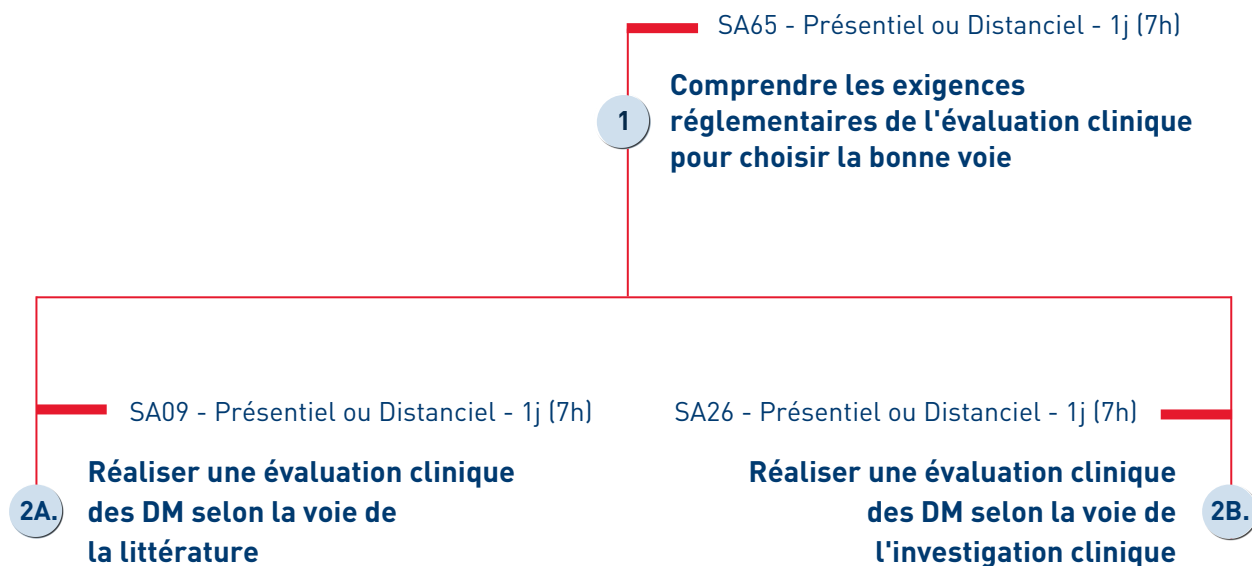 SA65 - Présentiel ou Distanciel - 1j (7h)
Comprendre les exigences
1
réglementaires de l'évaluation clinique
pour choisir la bonne voie
SA09 - Présentiel ou Distanciel - 1j (7h)
Réaliser une évaluation clinique
2A.
des DM selon la voie de
la littérature
SA26 - Présentiel ou Distanciel - 1j (7h)
Réaliser une évaluation clinique
des DM selon la voie de
2B.
l'investigation clinique